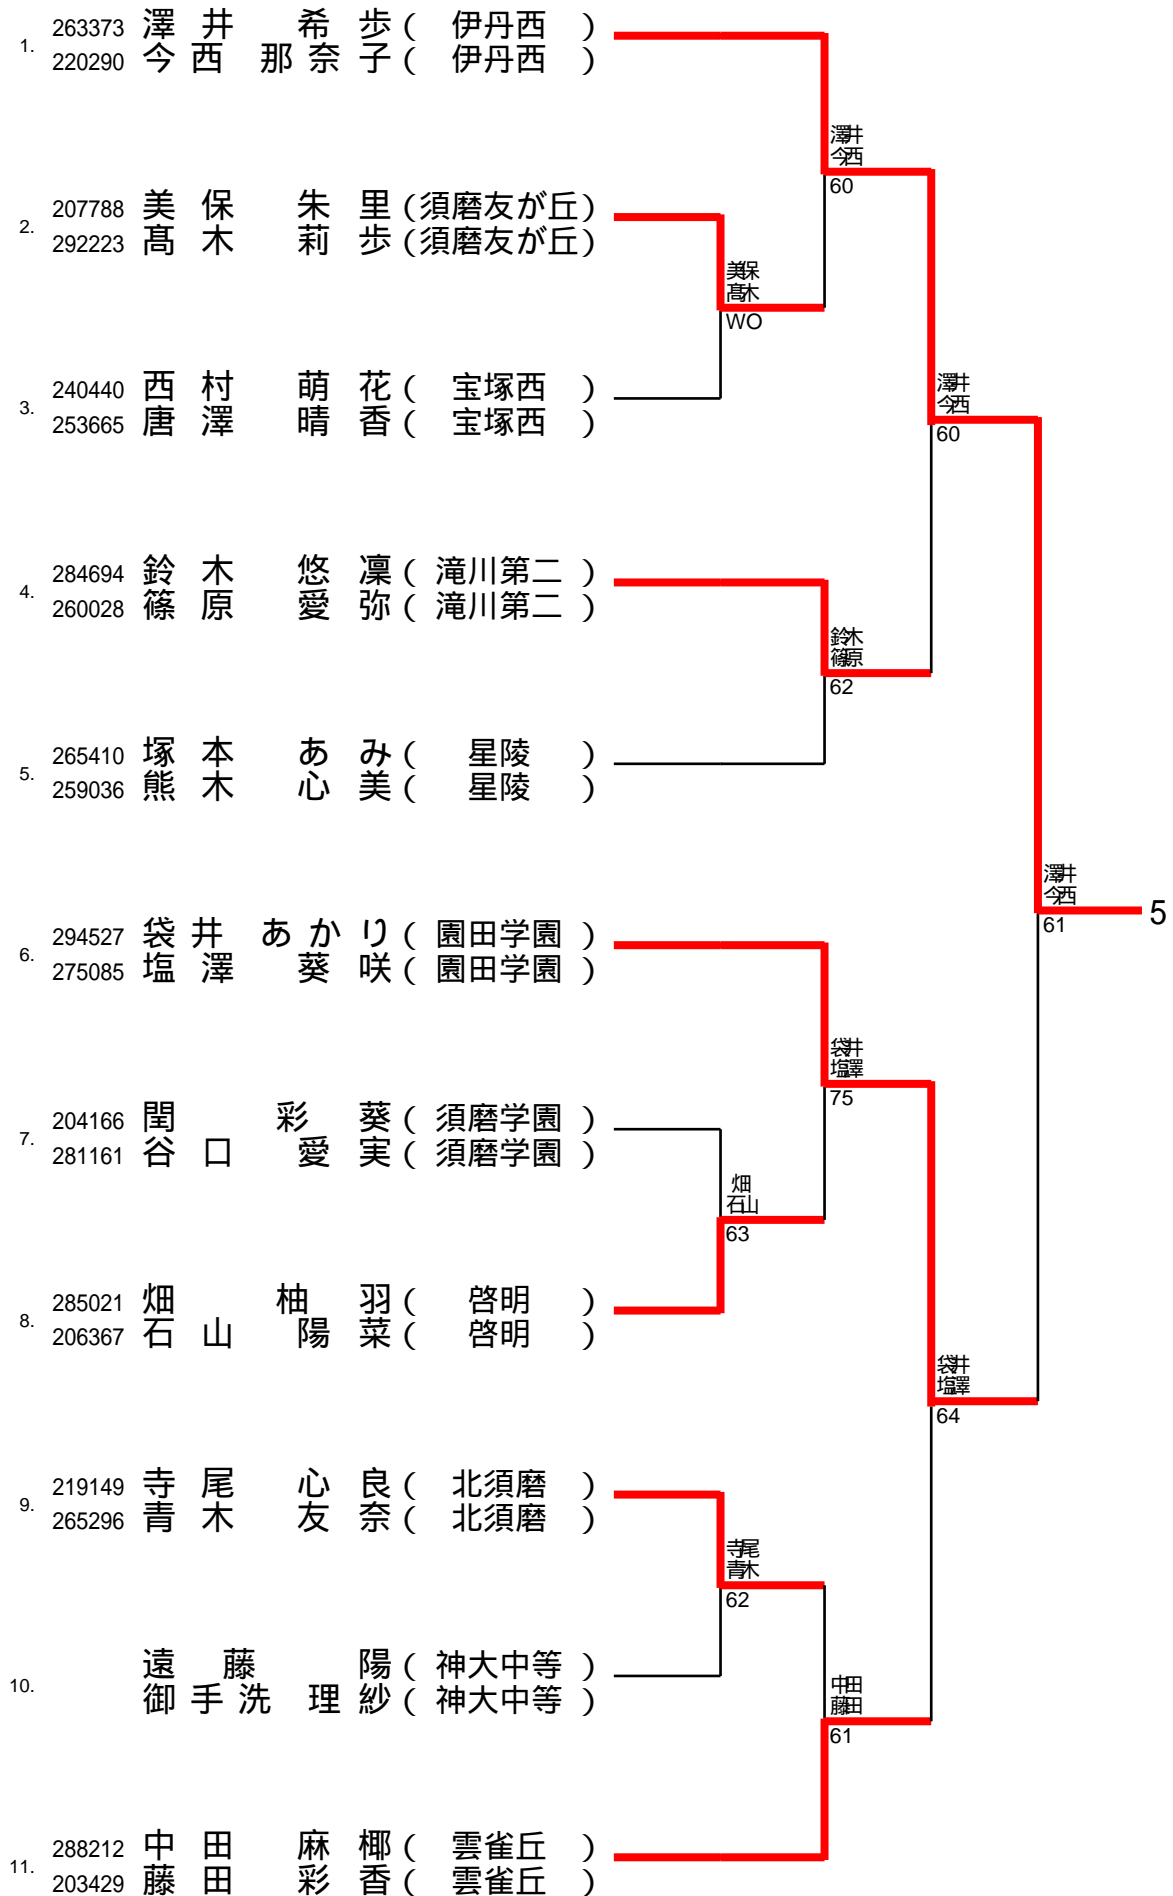 1. 263373 澤井 希歩 ( 伊丹西 )
220290 今西 那奈子 ( 伊丹西 )
澤井
今西
60
2. 207788 美保 朱里 (須磨友が丘)
292223 髙木 莉歩 (須磨友が丘)
美保
髙木
WO
3. 240440 西村 萌花 ( 宝塚西 )
253665 唐澤 晴香 ( 宝塚西 )
澤井
今西
60
4. 284694 鈴木 悠凜 ( 滝川第二 )
260028 篠原 愛弥 ( 滝川第二 )
鈴木
篠原
62
5. 265410 塚本 あみ ( 星陵 )
259036 熊木 心美 ( 星陵 )
澤井
今西
61
5
6. 294527 袋井 あかり ( 園田学園 )
275085 塩澤 葵咲 ( 園田学園 )
袋井
塩澤
75
7. 204166 閏 彩葵 ( 須磨学園 )
281161 谷口 愛実 ( 須磨学園 )
畑
石山
63
8. 285021 畑 柚羽 ( 啓明 )
206367 石山 陽菜 ( 啓明 )
袋井
塩澤
64
9. 219149 寺尾 心良 ( 北須磨 )
265296 青木 友奈 ( 北須磨 )
寺尾
青木
62
10. 遠藤 陽 ( 神大中等 )
御手洗 理紗 ( 神大中等 )
中田
藤田
61
11. 288212 中田 麻椰 ( 雲雀丘 )
203429 藤田 彩香 ( 雲雀丘 )